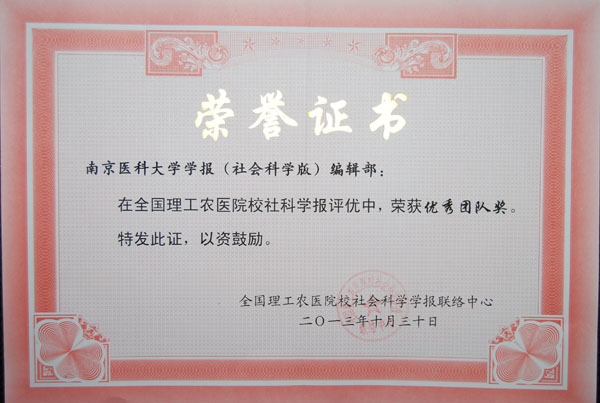 荣誉证书
南京医科大学学报（社会科学版）编辑部：
在全国理工农医院校社科学报评优中，荣获优秀团队奖。
特发此证，以资鼓励。
全国理工农医院校社会科学学报联络中心
二〇一三年十月三十日